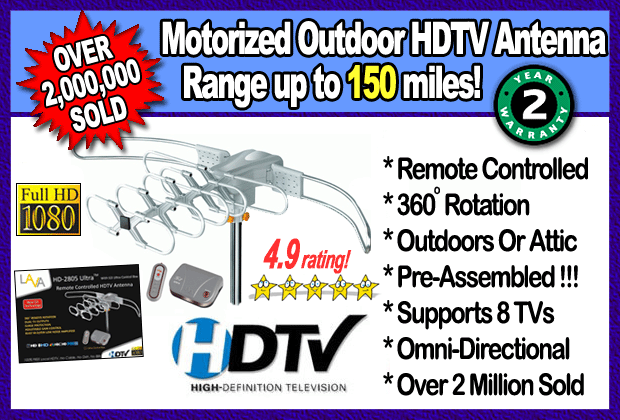 OVER
2,000,000
SOLD
Motorized Outdoor HDTV Antenna
Range up to 150 miles!
YEAR
2
WARRANTY
Full HD
1080
* Remote Controlled
* 360° Rotation
* Outdoors Or Attic
* Pre-Assembled !!!
* Supports 8 TVs
* Omni-Directional
* Over 2 Million Sold
4.9 rating!
LAVA
HD-2805 Ultra™
Remote Controlled HDTV Antenna
HDTV
HDTV
HIGH-DEFINITION TELEVISION